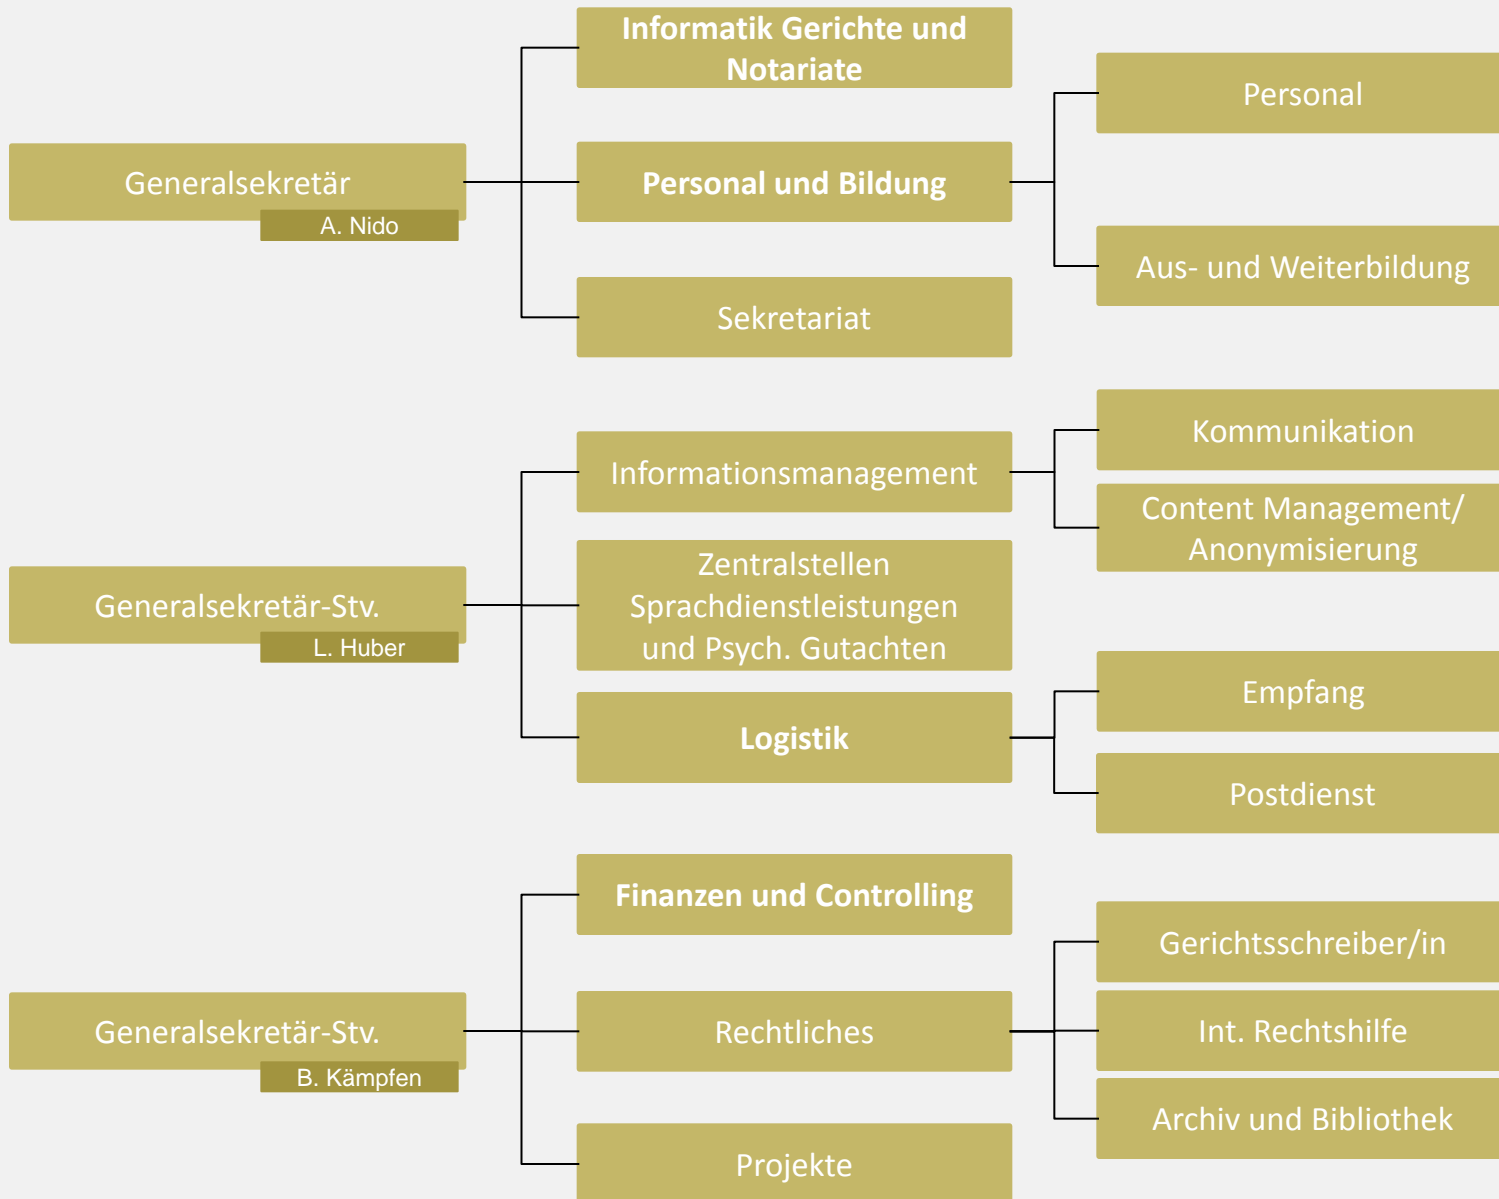 Generalsekretär
A. Nido
Informatik Gerichte und
Notariate
Personal und Bildung
Personal
Aus- und Weiterbildung
Sekretariat
Generalsekretär-Stv.
L. Huber
Informationsmanagement
Kommunikation
Content Management/
Anonymisierung
Zentralstellen
Sprachdienstleistungen
und Psych. Gutachten
Logistik
Empfang
Postdienst
Generalsekretär-Stv.
B. Kämpfen
Finanzen und Controlling
Rechtliches
Gerichtsschreiber/in
Int. Rechtshilfe
Archiv und Bibliothek
Projekte